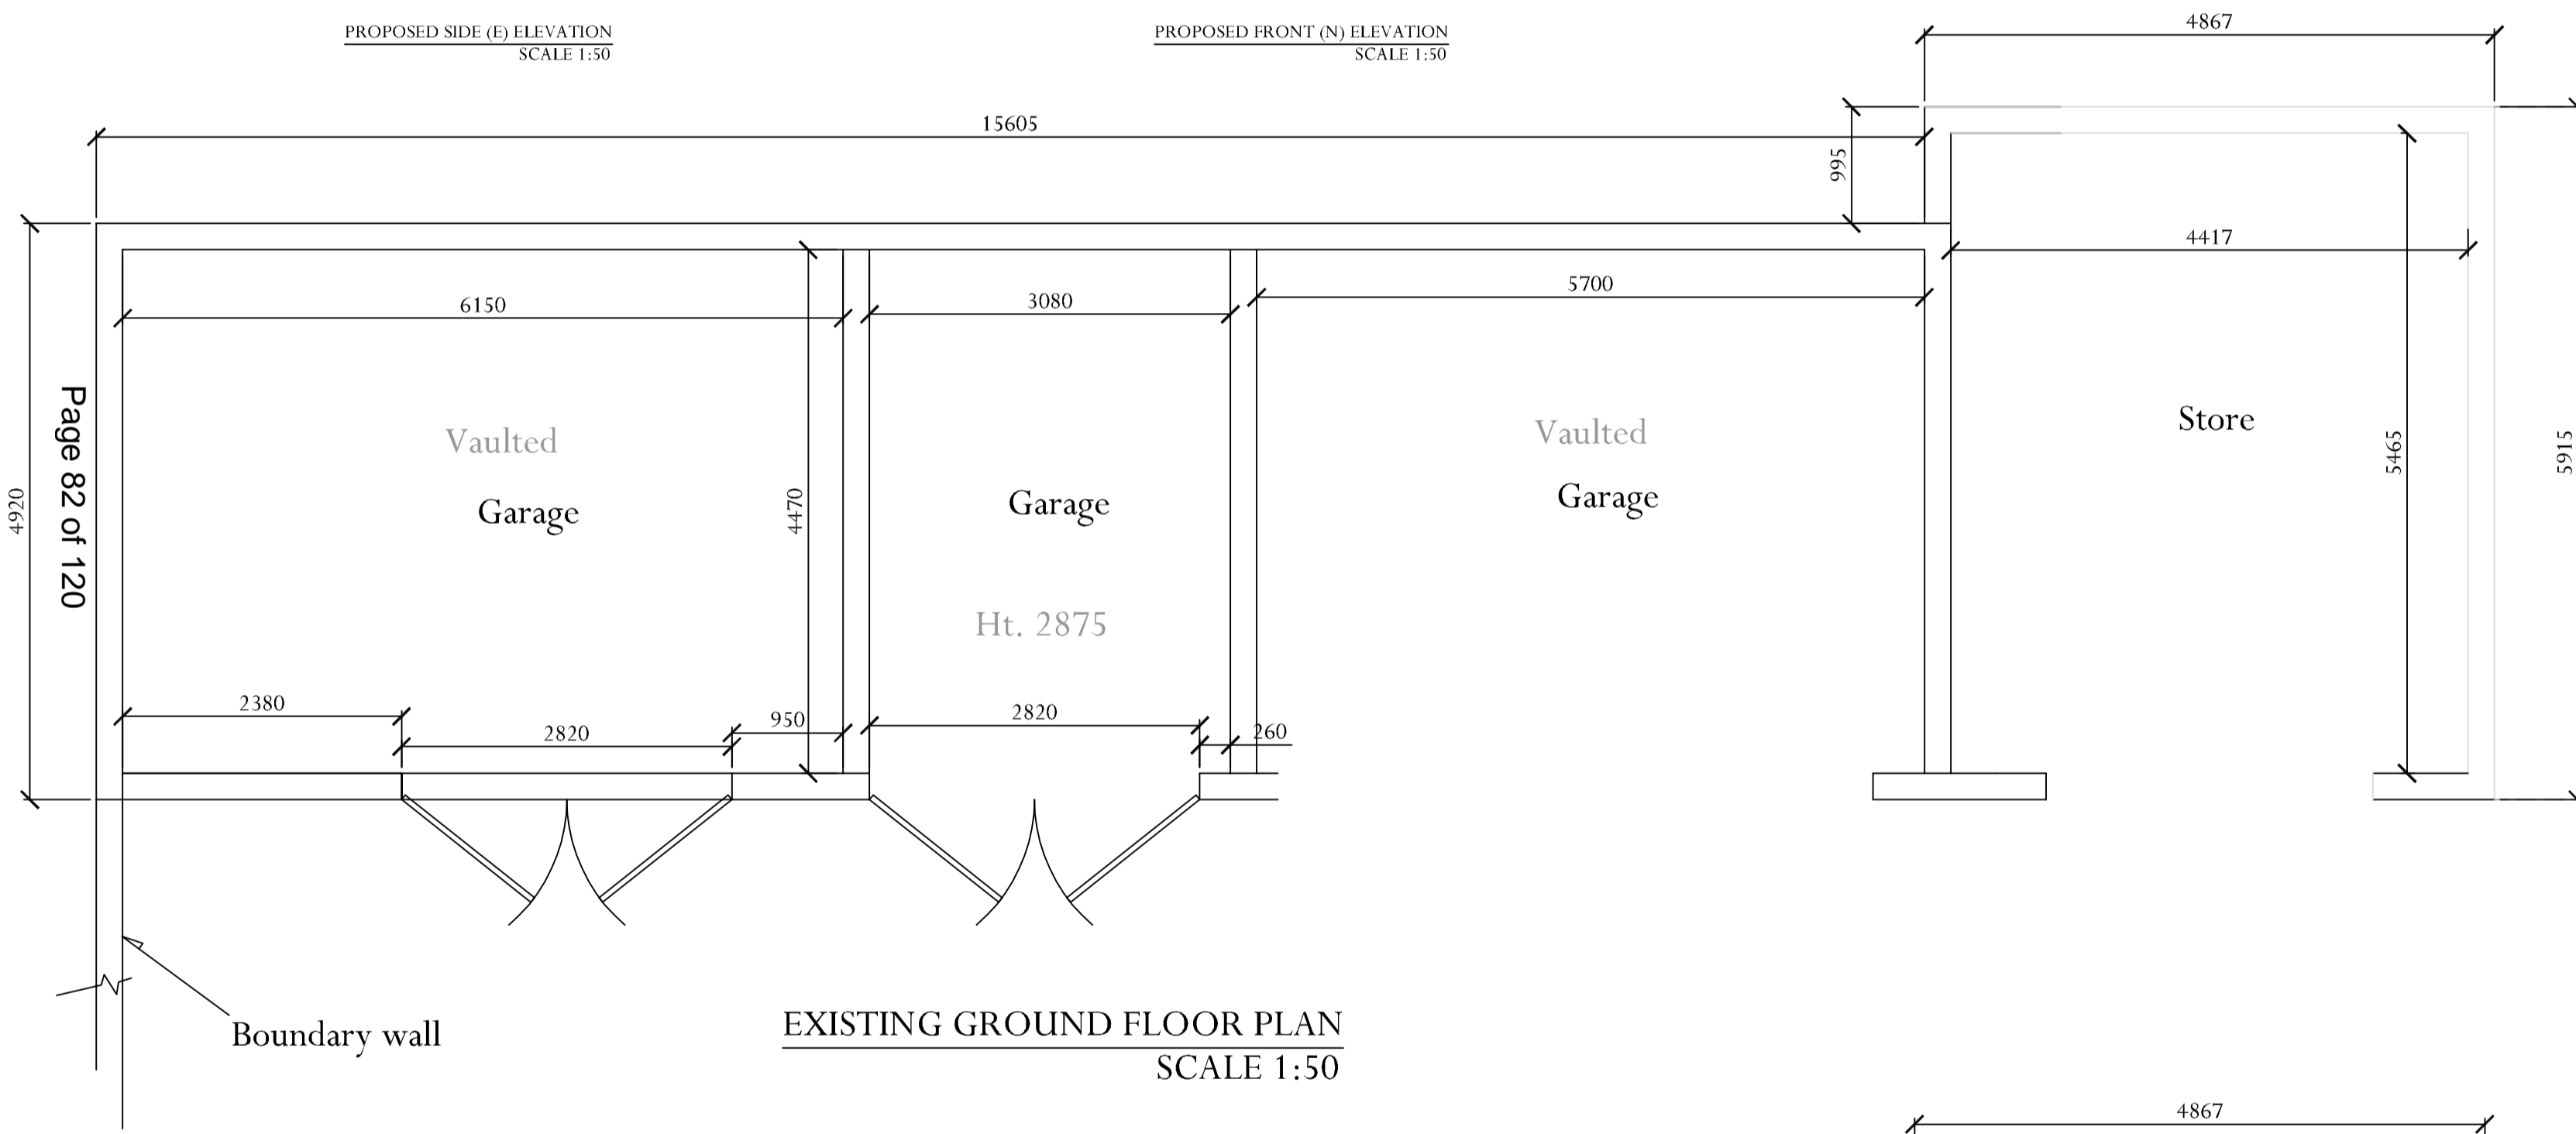 PROPOSED SIDE (E) ELEVATION
SCALE 1:50
PROPOSED FRONT (N) ELEVATION
SCALE 1:50
4867
15605
995
4417
6150
3080
5700
4920
Page 82 of 120
Vaulted
Garage
4470
Garage
Ht. 2875
Vaulted
Garage
Store
5465
5915
2380
2820
950
2820
260
Boundary wall
EXISTING GROUND FLOOR PLAN
SCALE 1:50
4867